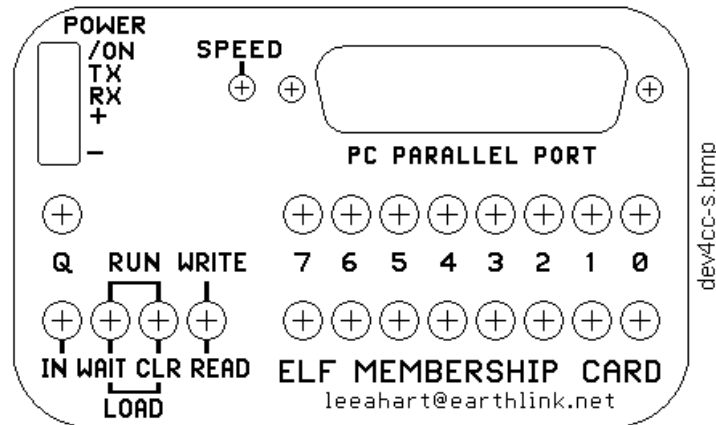 POWER
/ON
TX
RX
+
-
SPEED
PC PARALLEL PORT
Q RUN WRITE 7 6 5 4 3 2 1 0
IN WAIT CLR READ
LOAD
ELF MEMBERSHIP CARD
leeahart@earthlink.net
dev4cc-s.bmp